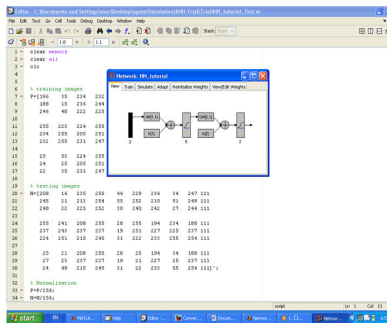 Editor - C:\Documents and Settings\user\Desktop\
File Edit Text Go Cell Tools Debug Desktop Window Help
Stack:
1.0
1.1
1 - clear memory
2 - clear all
3 - clc
4
5
6 % training images
7 - P=[196 35 234 232
8 188 15 236 244
9 246 48 222 225
10
11 255 223 224 255
12 234 255 205 251
13 232 255 231 247
14
15 25 53 224 255
16 24 25 205 251
17 22 35 231 247
18
19 % testing images
20 - N=[208 16 235 255 44 229 236 34 247 111
21 245 21 213 254 55 252 215 51 249 111
22 248 22 225 252 30 240 242 27 244 111
23
24 255 241 208 255 28 255 194 234 188 111
25 237 243 237 237 19 251 227 225 237 111
26 224 251 215 245 31 222 233 255 254 111
27
28 25 21 208 255 28 25 194 34 188 111
29 27 23 237 237 19 21 227 25 237 111
30 24 49 215 245 31 22 233 55 254 111]';
31
32 % Normalization
33 - P=P/256;
34 - N=N/256;
Network: NN_tutorial
View Train Simulate Adapt Reinitialize Weights View/Edit Weights
2 5 2
script Ln 1 Col 13
start EN MATLA... Help Editor -... Conver... Docum... Networ...